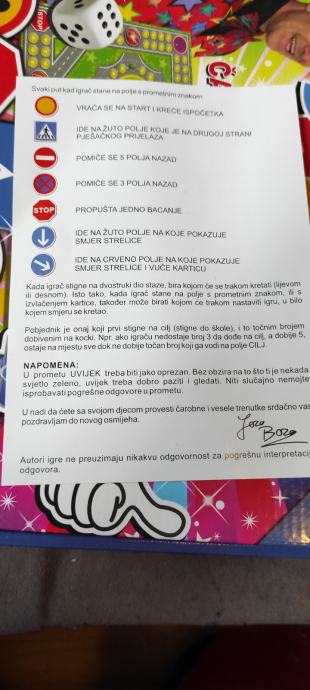 Svaki put kad igrač stane na polje s prometnim znakom:
VRAĆA SE NA START I KREĆE ISPOČETKA
IDE NA ŽUTO POLJE KOJE JE NA DRUGOJ STRANI
PJEŠAČKOG PRIJELAZA
POMIČE SE 5 POLJA NAZAD
POMIČE SE 3 POLJA NAZAD
STOP
PROPUŠTA JEDNO BACANJE
IDE NA ŽUTO POLJE NA KOJE POKAZUJE
SMJER STRELICE
IDE NA CRVENO POLJE NA KOJE POKAZUJE
SMJER STRELICE I VUČE KARTICU
Kada igrač stigne na dvostruki dio staze, bira kojom će se trakom kretati (lijevom
ili desnom). Isto tako, kada igrač stane na polje s prometnim znakom, ili s
izvlačenjem kartice, također može birati kojom će trakom nastaviti igru, u bilo
kojem smjeru se kretao.
Pobjednik je onaj koji prvi stigne na cilj (stigne do škole), i to točnim brojem
dobivenim na kocki. Npr. ako igraču nedostaje broj 3 da dođe na cilj, a dobije 5,
ostaje na mjestu sve dok ne dobije točan broj koji ga vodi na polje CILJ.
NAPOMENA:
U prometu UVIJEK treba biti jako oprezan. Bez obzira na to što ti je nekada
svjetlo zeleno, uvijek treba dobro paziti i gledati. Niti slučajno nemojte
isprobavati pogrešne odgovore u prometu.
U nadi da ćete sa svojom djecom provesti čarobne i vesele trenutke srdačno vas
pozdravljam do novog osmijeha.
Jozo
Bozo
Autori igre ne preuzimaju nikakvu odgovornost za pogrešnu interpretacij
odgovora.